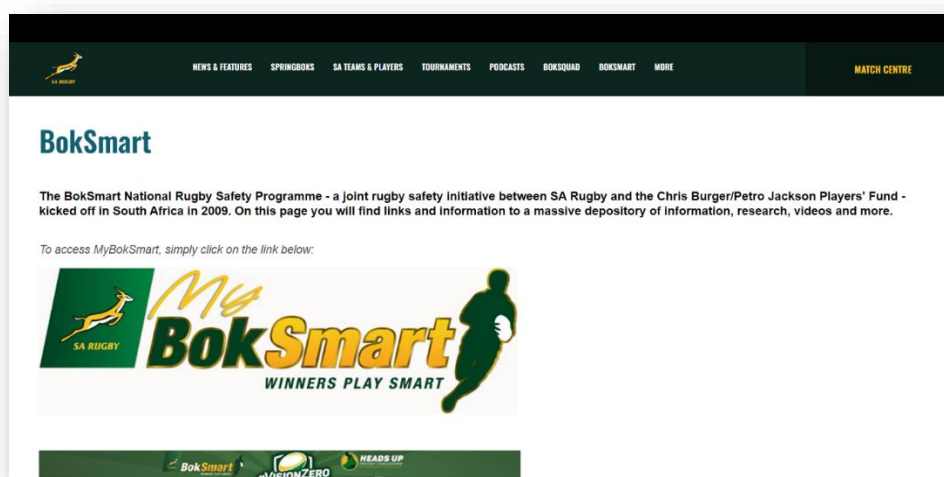 SA RUGBY
NEWS & FEATURES SPRINGBOKS SA TEAMS & PLAYERS TOURNAMENTS PODCASTS BOKSQUAD BOKSMART MORE
MATCH CENTRE
BokSmart
The BokSmart National Rugby Safety Programme - a joint rugby safety initiative between SA Rugby and the Chris Burger/Petro Jackson Players' Fund -
kicked off in South Africa in 2009. On this page you will find links and information to a massive depository of information, research, videos and more.
To access MyBokSmart, simply click on the link below:
My
SA RUGBY
BokSmart
WINNERS PLAY SMART
BokSmart
VISIONZERO
HEADS UP